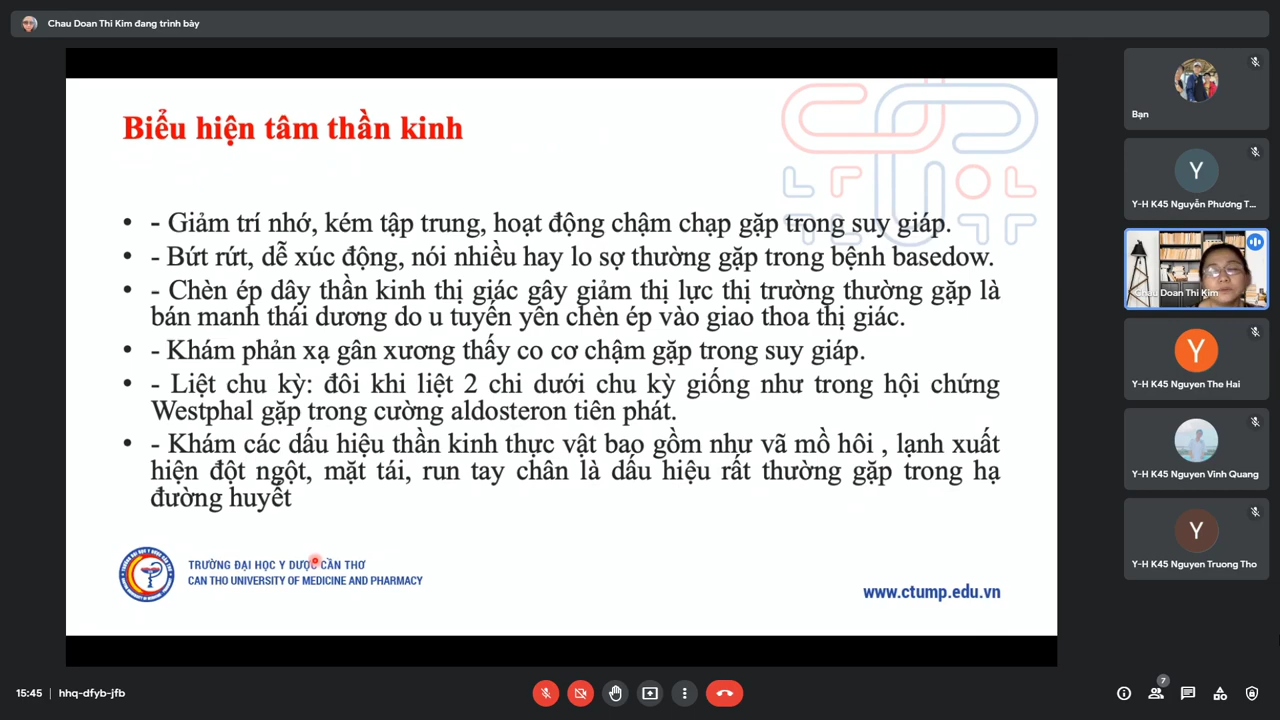 Chau Doan Thi Kim đang trình bày
Biểu hiện tâm thần kinh
• - Giảm trí nhớ, kém tập trung, hoạt động chậm chạp gặp trong suy giáp.
• - Bứt rứt, dễ xúc động, nói nhiều hay lo sợ thường gặp trong bệnh basedow.
• - Chèn ép dây thần kinh thị giác gây giảm thị lực thị trường thường gặp là
bán manh thái dương do u tuyến yên chèn ép vào giao thoa thị giác.
• - Khám phản xạ gân xương thấy co cơ chậm gặp trong suy giáp.
• - Liệt chu kỳ: đôi khi liệt 2 chi dưới chu kỳ giống như trong hội chứng
Westphal gặp trong cường aldosteron tiên phát.
• - Khám các dấu hiệu thần kinh thực vật bao gồm như vã mồ hôi , lạnh xuất
hiện đột ngột, mặt tái, run tay chân là dấu hiệu rất thường gặp trong hạ
đường huyết
TRƯỜNG ĐẠI HỌC Y DƯỢC CẦN THƠ
CAN THO UNIVERSITY OF MEDICINE AND PHARMACY
www.ctump.edu.vn
Bạn
Y
Y-H K45 Nguyễn Phương T...
Chau Doan Thi Kim
Y
Y-H K45 Nguyen The Hai
Y-H K45 Nguyen Vinh Quang
Y
Y-H K45 Nguyen Truong Tho
15:45 | hhq-dfyb-jfb
7